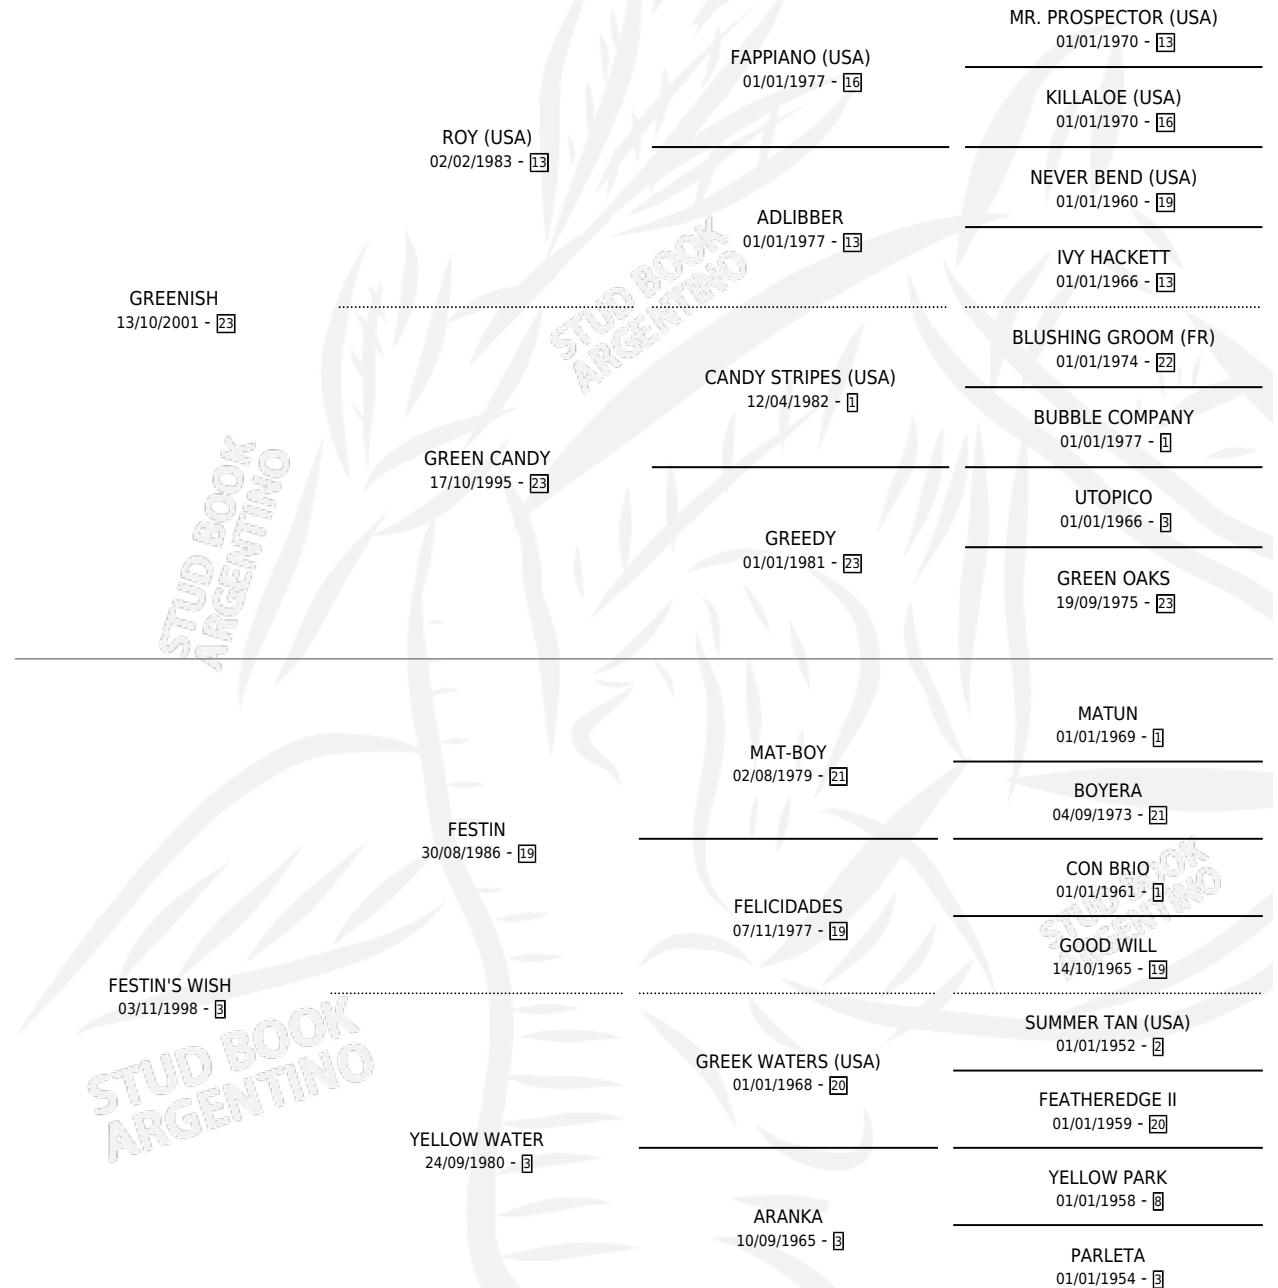 MR. PROSPECTOR (USA)
01/01/1970 - 13
FAPPIANO (USA)
01/01/1977 - 16
KILLALOE (USA)
01/01/1970 - 16
ROY (USA)
02/02/1983 - 13
NEVER BEND (USA)
01/01/1960 - 19
ADLIBBER
01/01/1977 - 13
IVY HACKETT
01/01/1966 - 13
GREENISH
13/10/2001 - 23
STUD BOOK
ARGENTINO
BLUSHING GROOM (FR)
01/01/1974 - 22
CANDY STRIPES (USA)
12/04/1982 - 1
BUBBLE COMPANY
01/01/1977 - 1
GREEN CANDY
17/10/1995 - 23
UTOPICO
01/01/1966 - 3
GREEDY
01/01/1981 - 23
GREEN OAKS
19/09/1975 - 23
STUD BOOK
ARGENTINO
MATUN
01/01/1969 - 1
MAT-BOY
02/08/1979 - 21
BOYERA
04/09/1973 - 21
FESTIN
30/08/1986 - 19
CON BRIO
01/01/1961 - 1
STUD BOOK
ARGENTINO
FELICIDADES
07/11/1977 - 19
GOOD WILL
14/10/1965 - 19
FESTIN'S WISH
03/11/1998 - 3
STUD BOOK
ARGENTINO
SUMMER TAN (USA)
01/01/1952 - 2
GREEK WATERS (USA)
01/01/1968 - 20
FEATHEREDGE II
01/01/1959 - 20
YELLOW WATER
24/09/1980 - 3
YELLOW PARK
01/01/1958 - 8
ARANKA
10/09/1965 - 3
PARLETA
01/01/1954 - 3